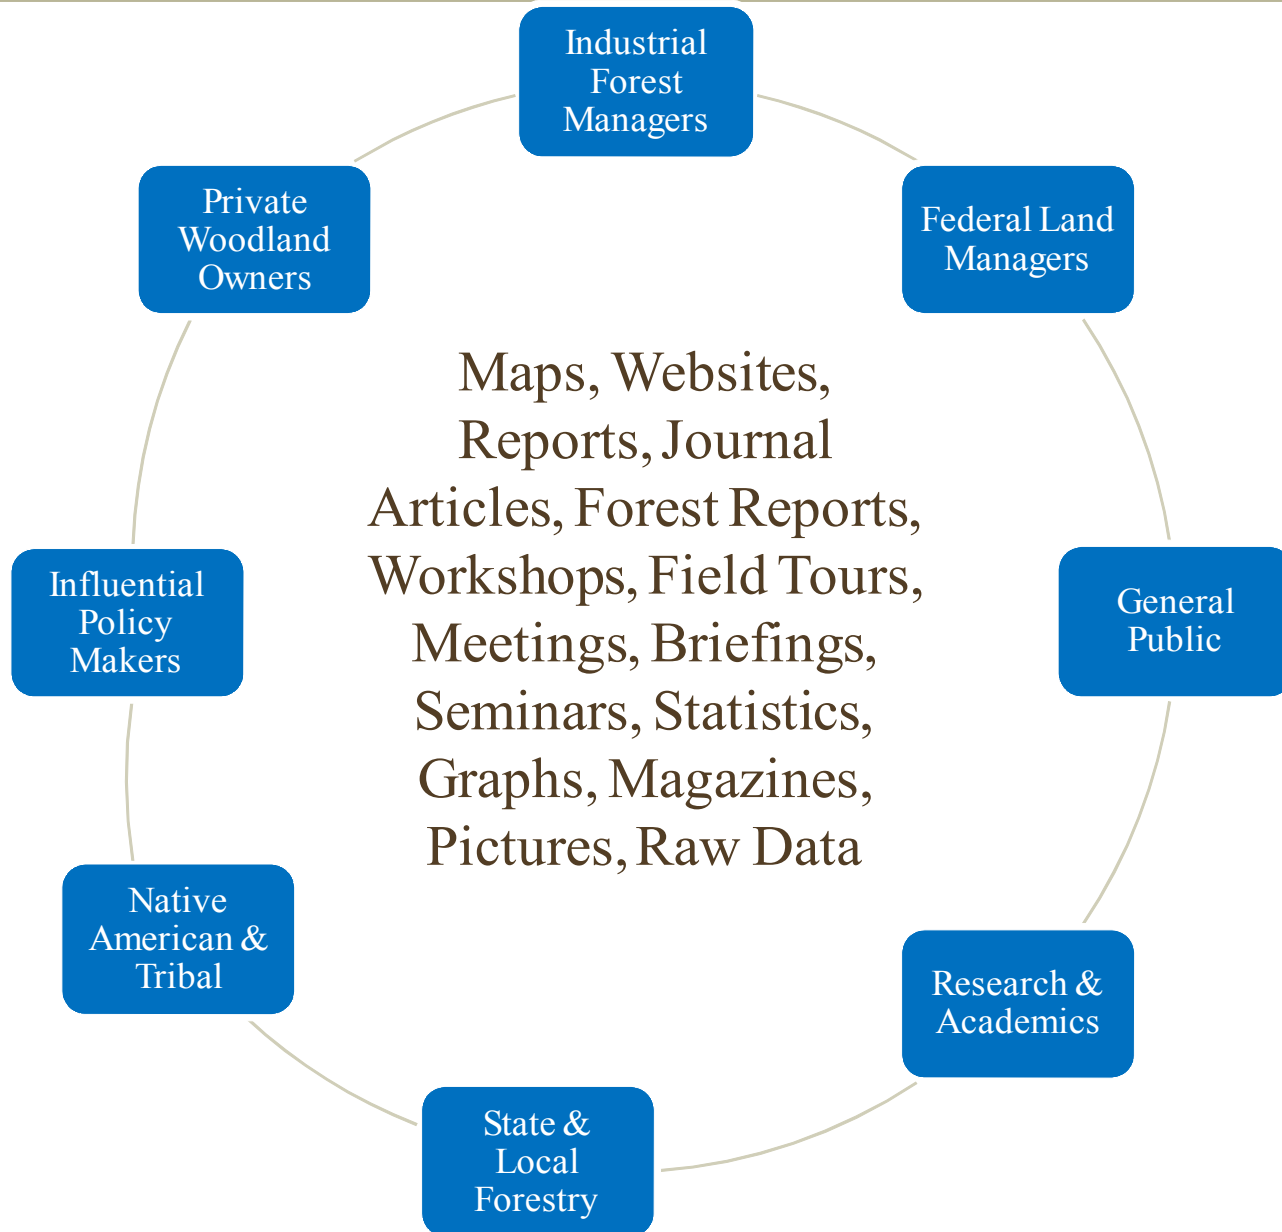 Industrial
Forest
Managers
Private
Woodland
Owners
Federal Land
Managers
Maps, Websites,
Reports, Journal
Articles, Forest Reports,
Workshops, Field Tours,
Meetings, Briefings,
Seminars, Statistics,
Graphs, Magazines,
Pictures, Raw Data
Influential
Policy
Makers
General
Public
Native
American &
Tribal
Research &
Academics
State &
Local
Forestry